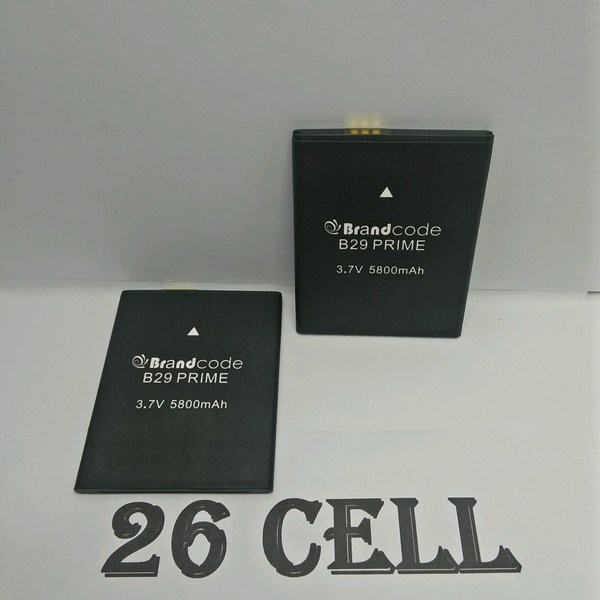 Brandcode
B29 PRIME
3.7V 5800mAh
Brandcode
B29 PRIME
3.7V 5800mAh
26 CELL